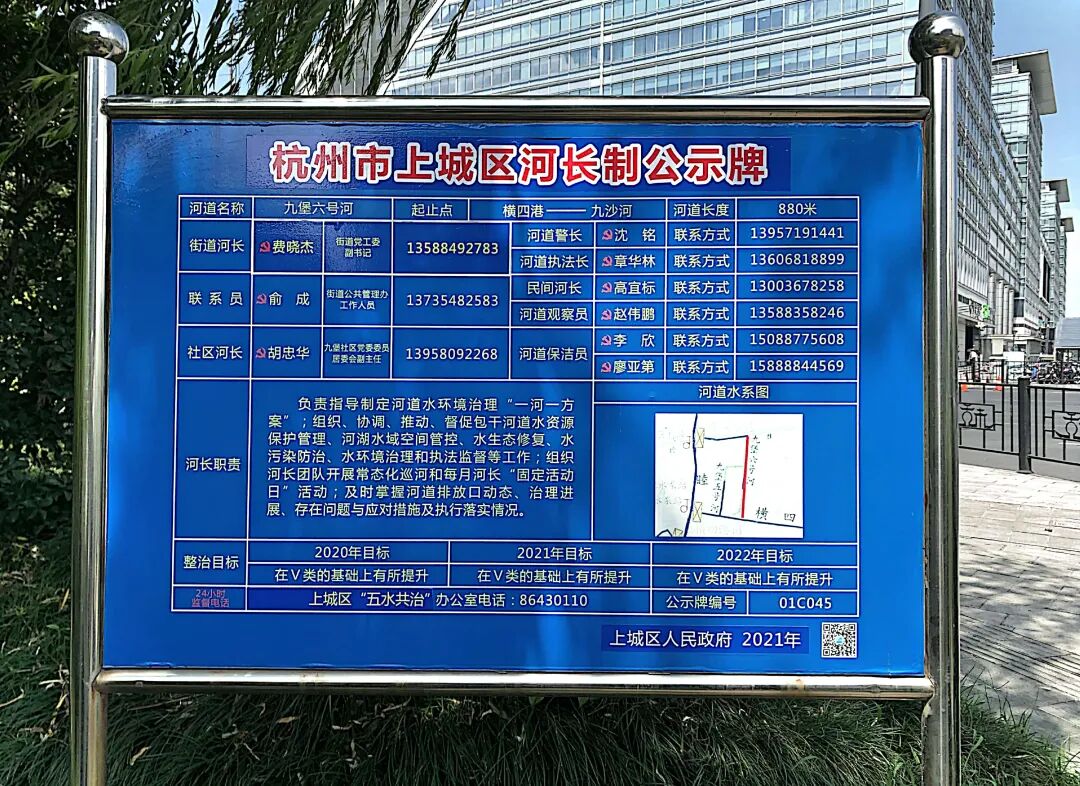 杭州市上城区河长制公示牌
河道名称 九堡六号河 起止点 横四港——九沙河 河道长度 880米
街道河长 费晓杰 街道党工委副书记 13588492783
河道警长 沈 铭 联系方式 13957191441
河道执法长 章华林 联系方式 13606818899
联系员 俞 成 街道公共管理办工作人员 13735482583
民间河长 高宜标 联系方式 13003678258
河道观察员 赵伟鹏 联系方式 13588358246
社区河长 胡忠华 九堡社区党委委员居委会副主任 13958092268
河道保洁员 李 欣 联系方式 15088775608
廖亚第 联系方式 15888844569
河长职责
负责指导制定河道水环境治理“一河一方
案”；组织、协调、推动、督促包干河道水资源
保护管理、河湖水域空间管控、水生态修复、水
污染防治、水环境治理和执法监督等工作；组织
河长团队开展常态化巡河和每月河长“固定活动
日”活动；及时掌握河道排放口动态、治理进
展、存在问题与应对措施及执行落实情况。
河道水系图
九堡六号河
九堡五号河
横四
整治目标 2020年目标 2021年目标 2022年目标
在Ⅴ类的基础上有所提升 在Ⅴ类的基础上有所提升 在Ⅴ类的基础上有所提升
24小时
监督电话
上城区“五水共治”办公室电话：86430110 公示牌编号 01C045
上城区人民政府 2021年